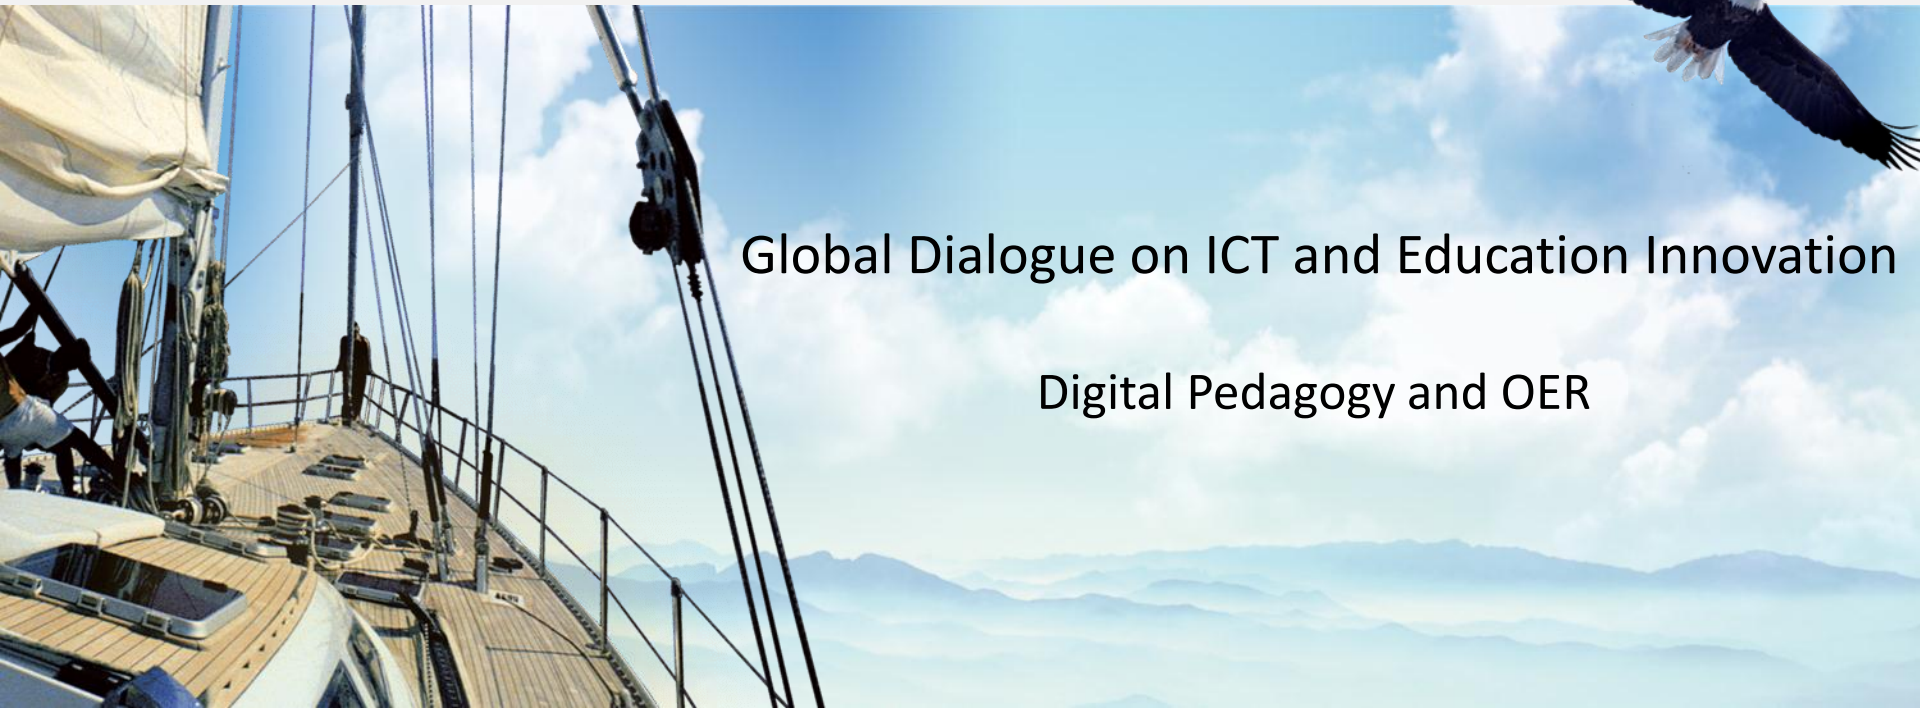 Global Dialogue on ICT and Education Innovation
Digital Pedagogy and OER